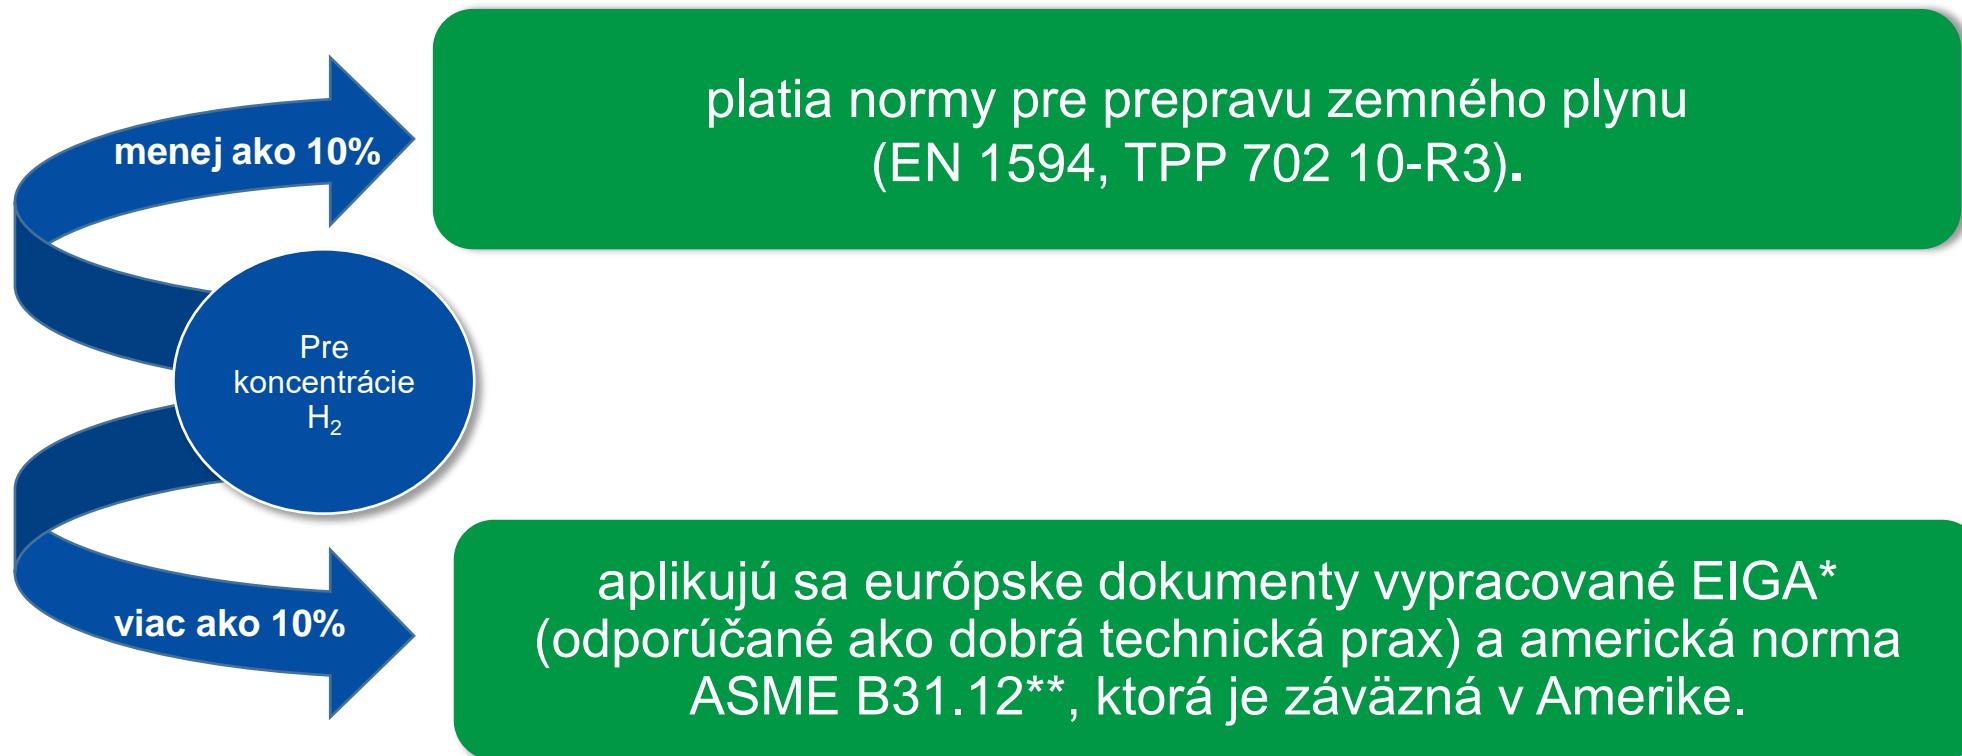 platia normy pre prepravu zemného plynu
(EN 1594, TPP 702 10-R3).
menej ako 10%
Pre
koncentrácie
H₂
viac ako 10%
aplikujú sa európske dokumenty vypracované EIGA*
(odporúčané ako dobrá technická prax) a americká norma
ASME B31.12**, ktorá je záväzná v Amerike.